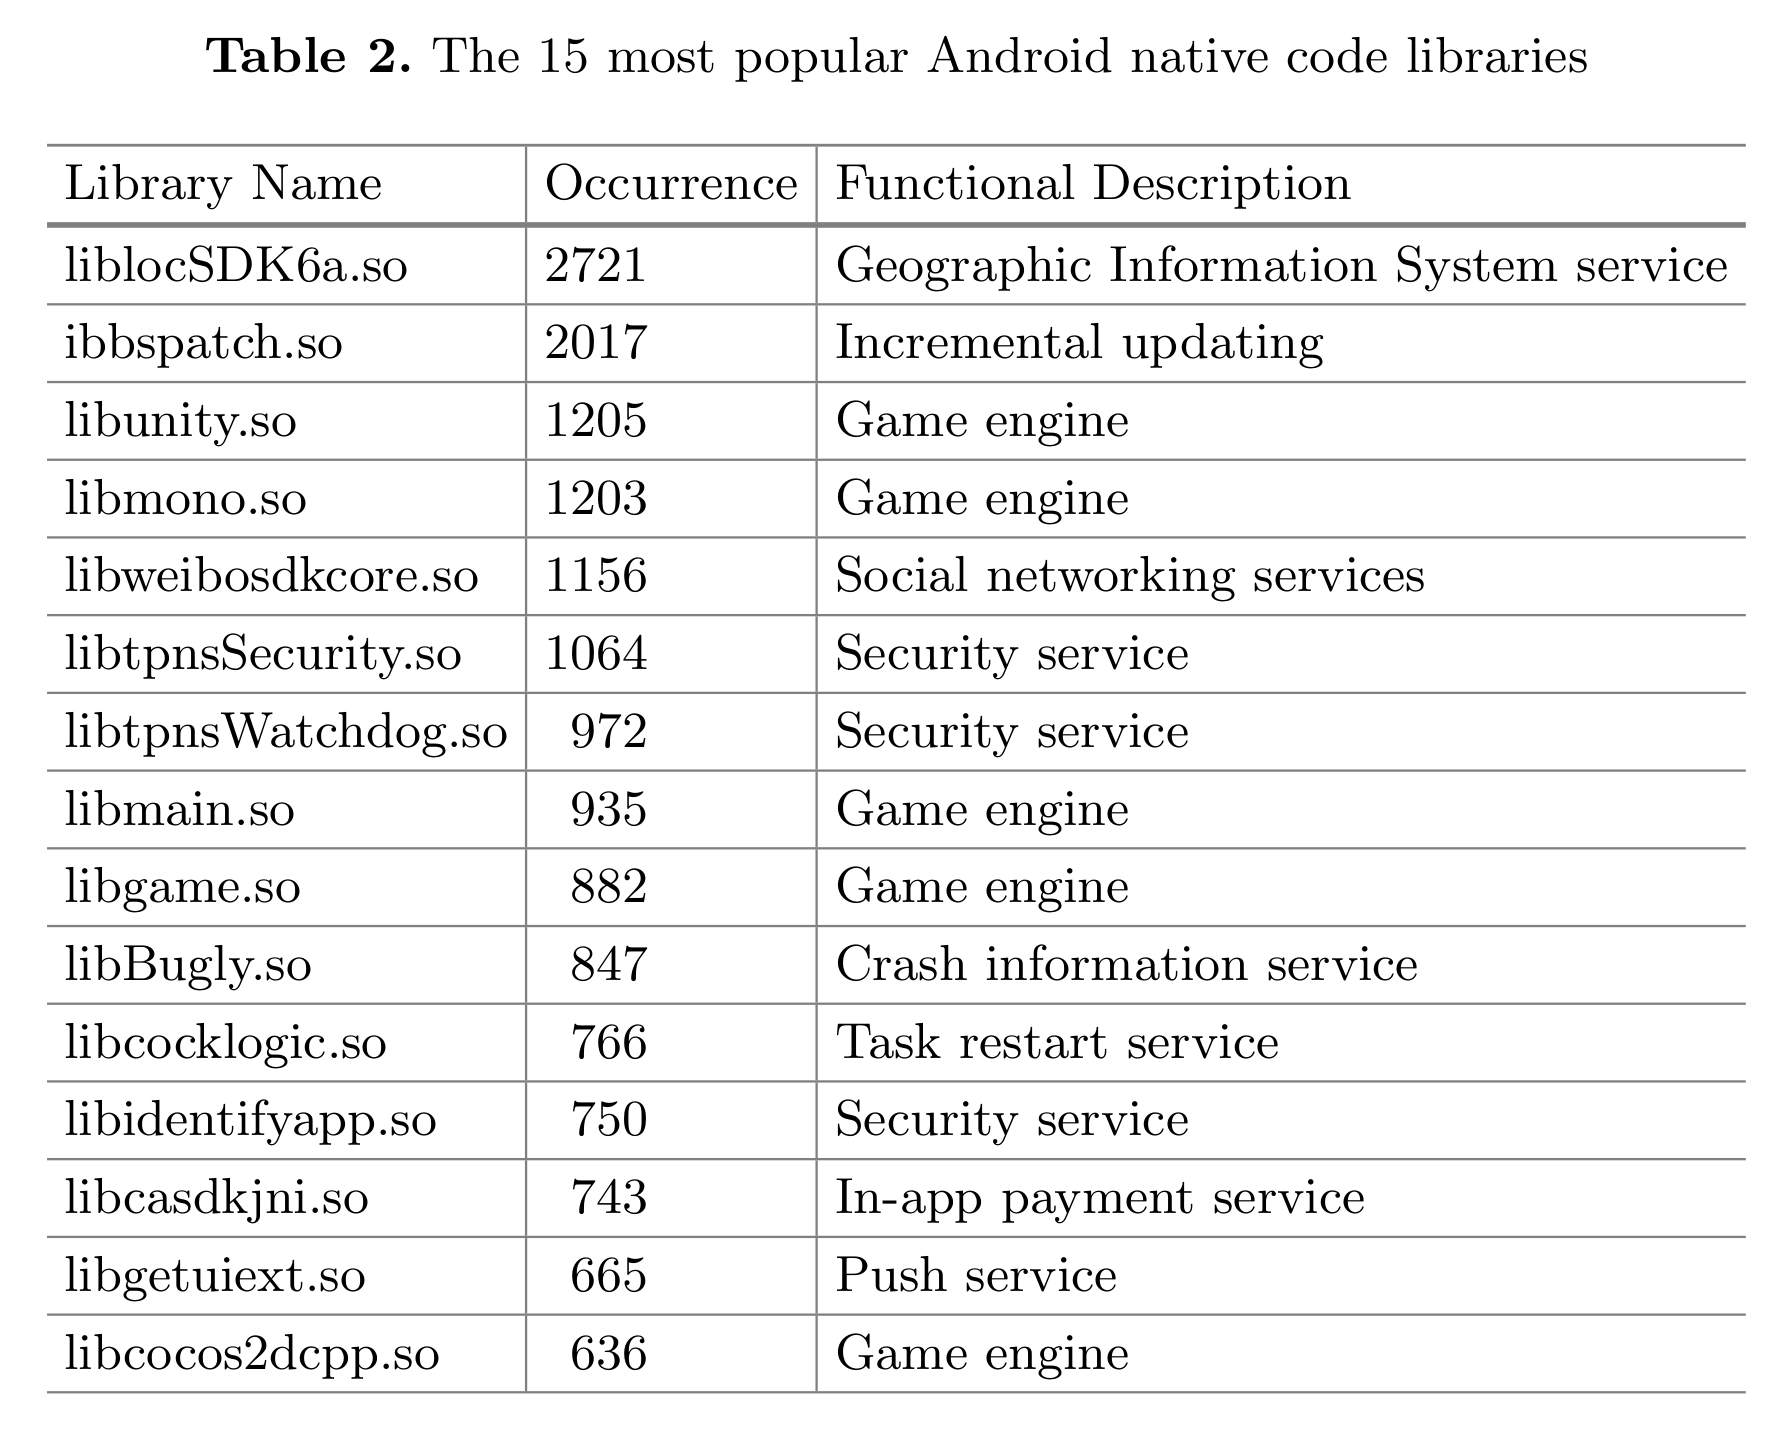 Table 2. The 15 most popular Android native code libraries
Library Name Occurrence Functional Description
liblocSDK6a.so 2721 Geographic Information System service
ibbspatch.so 2017 Incremental updating
libunity.so 1205 Game engine
libmono.so 1203 Game engine
libweibosdkcore.so 1156 Social networking services
libtpnsSecurity.so 1064 Security service
libtpnsWatchdog.so 972 Security service
libmain.so 935 Game engine
libgame.so 882 Game engine
libBugly.so 847 Crash information service
libcocklogic.so 766 Task restart service
libidentifyapp.so 750 Security service
libcasdkjni.so 743 In-app payment service
libgetuiext.so 665 Push service
libcocos2dcpp.so 636 Game engine